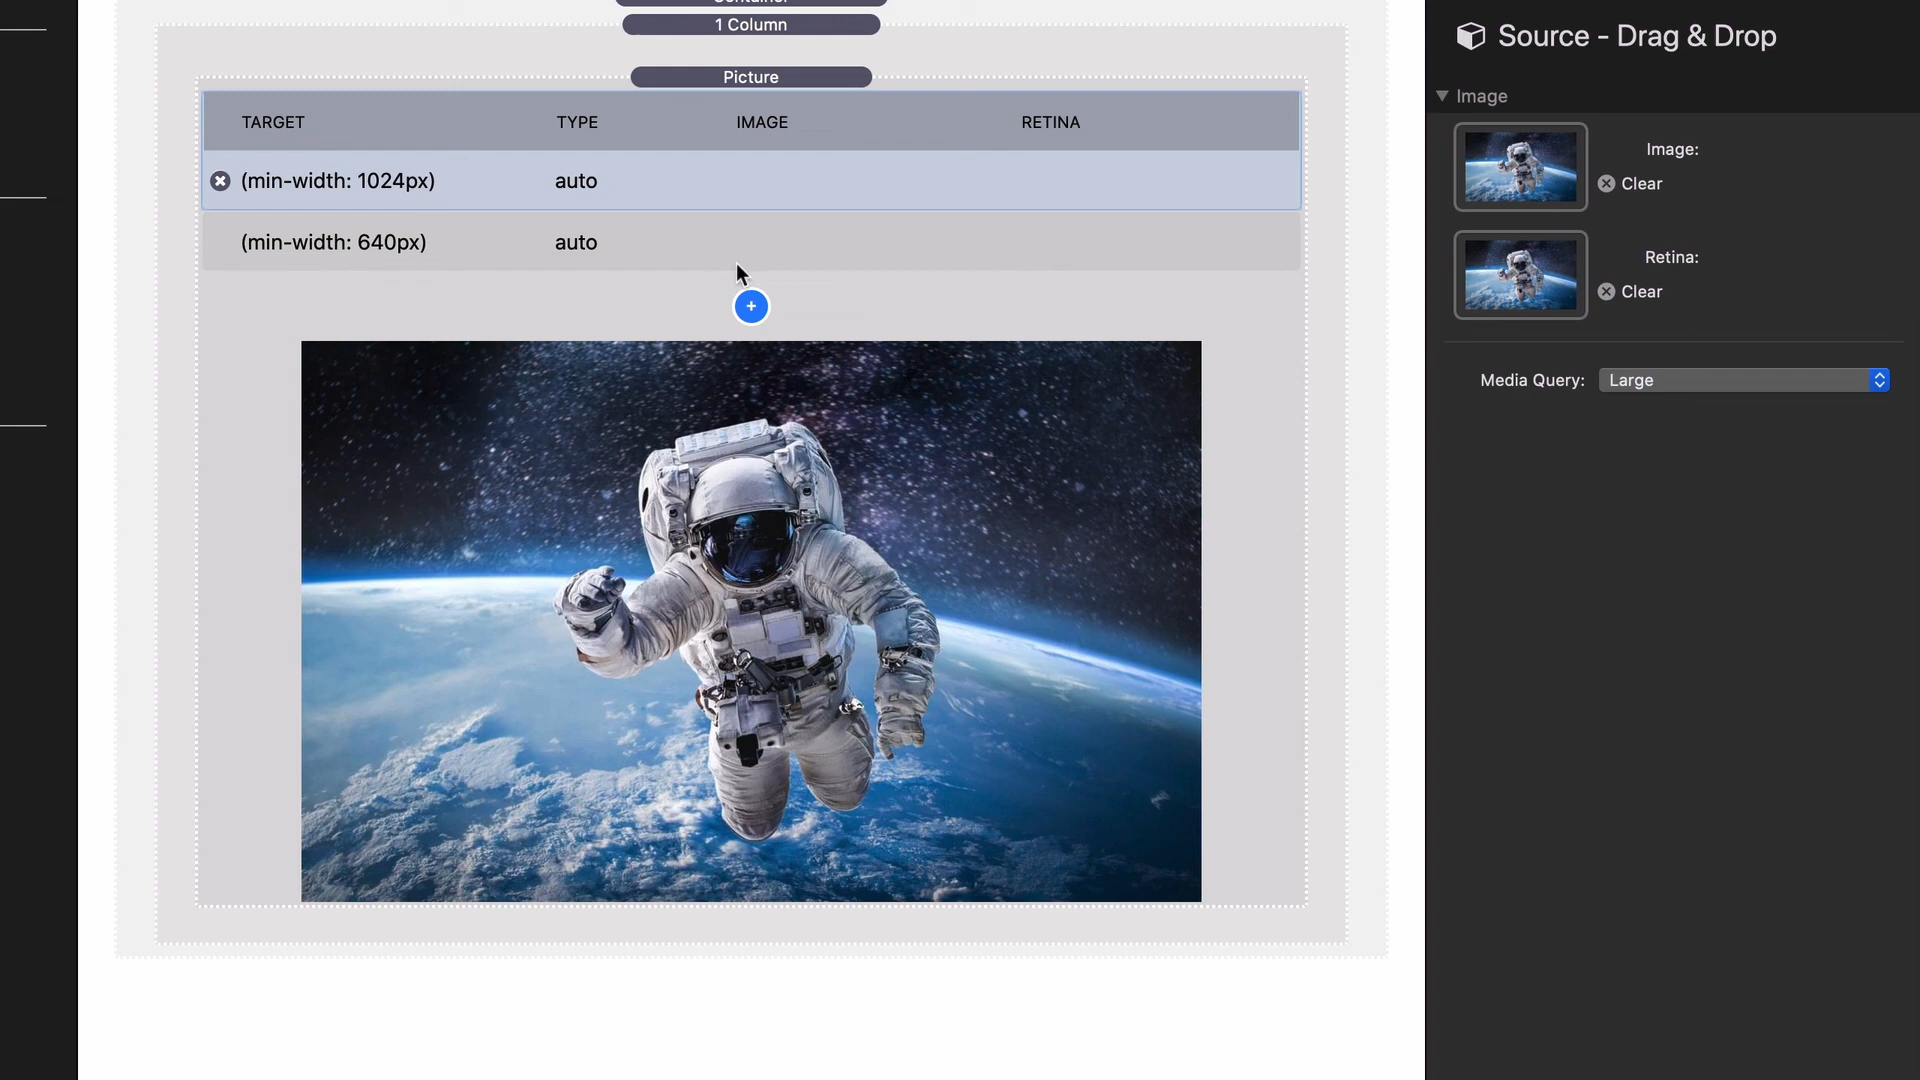 Container
1 Column
Picture
TARGET TYPE IMAGE RETINA
(min-width: 1024px) auto
(min-width: 640px) auto
+
Source - Drag & Drop
Image
Image:
Clear
Retina:
Clear
Media Query: Large